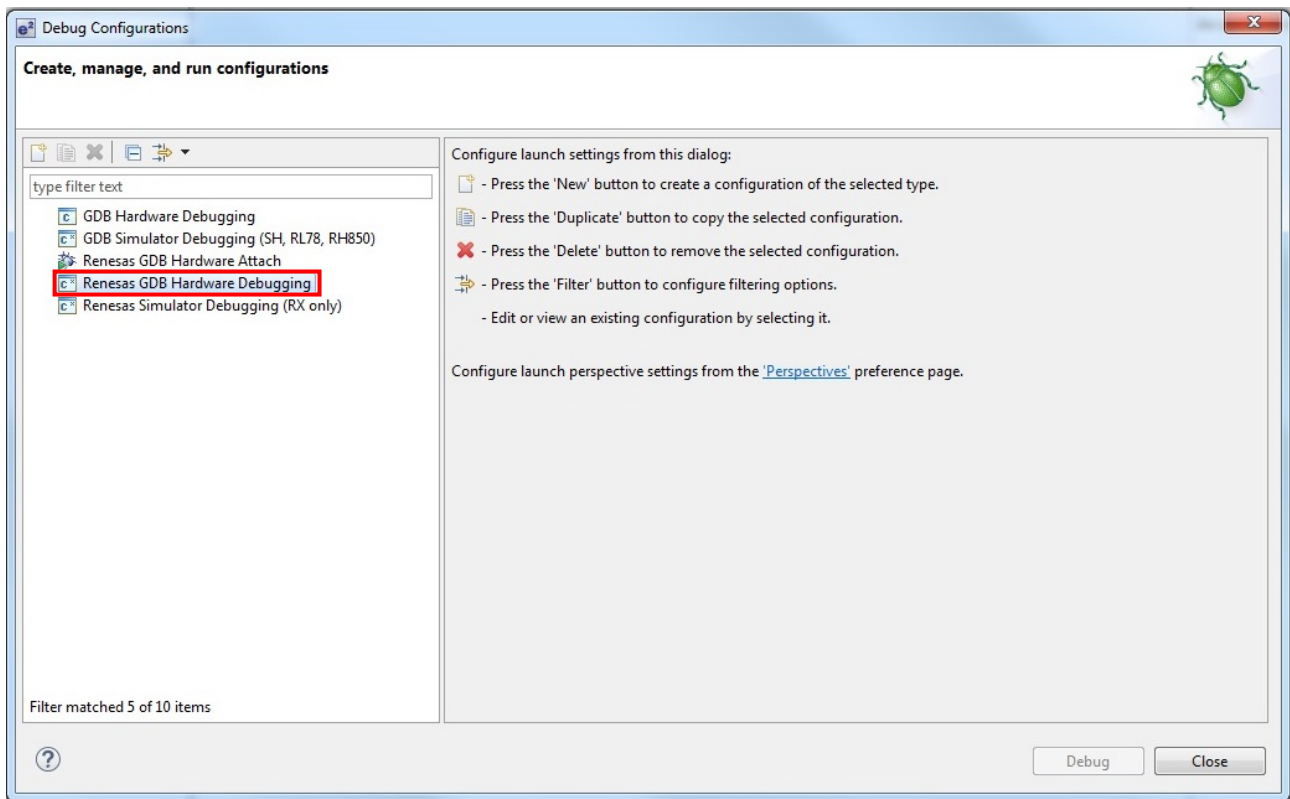 e² Debug Configurations
Create, manage, and run configurations
type filter text
GDB Hardware Debugging
GDB Simulator Debugging (SH, RL78, RH850)
Renesas GDB Hardware Attach
Renesas GDB Hardware Debugging
Renesas Simulator Debugging (RX only)
Filter matched 5 of 10 items
Configure launch settings from this dialog:
- Press the 'New' button to create a configuration of the selected type.
- Press the 'Duplicate' button to copy the selected configuration.
- Press the 'Delete' button to remove the selected configuration.
- Press the 'Filter' button to configure filtering options.
- Edit or view an existing configuration by selecting it.
Configure launch perspective settings from the 'Perspectives' preference page.
Debug
Close